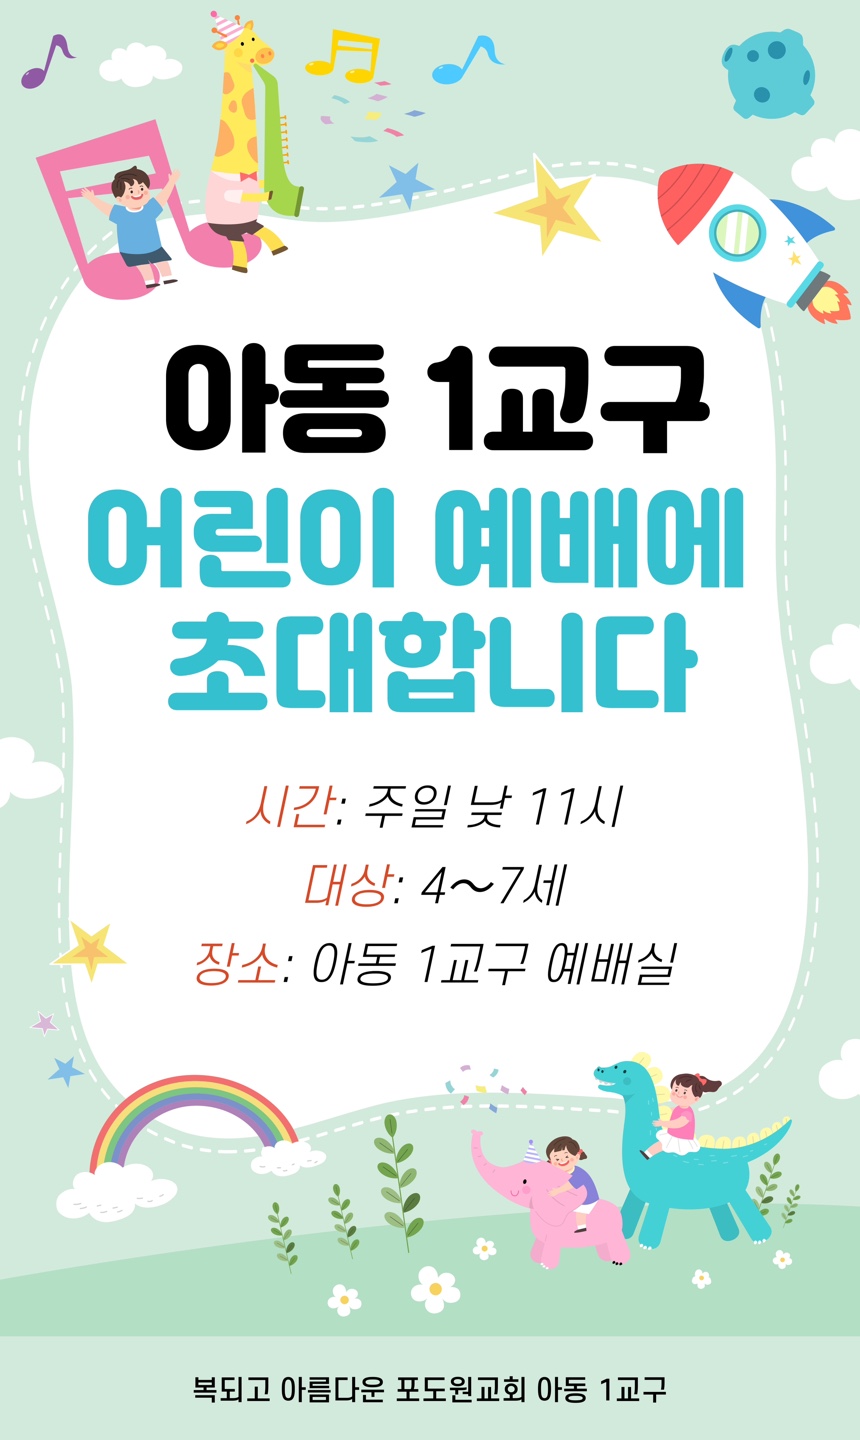 아동 1교구
어린이 예배에
초대합니다
시간: 주일 낮 11시
대상: 4~7세
장소: 아동 1교구 예배실
복되고 아름다운 포도원교회 아동 1교구